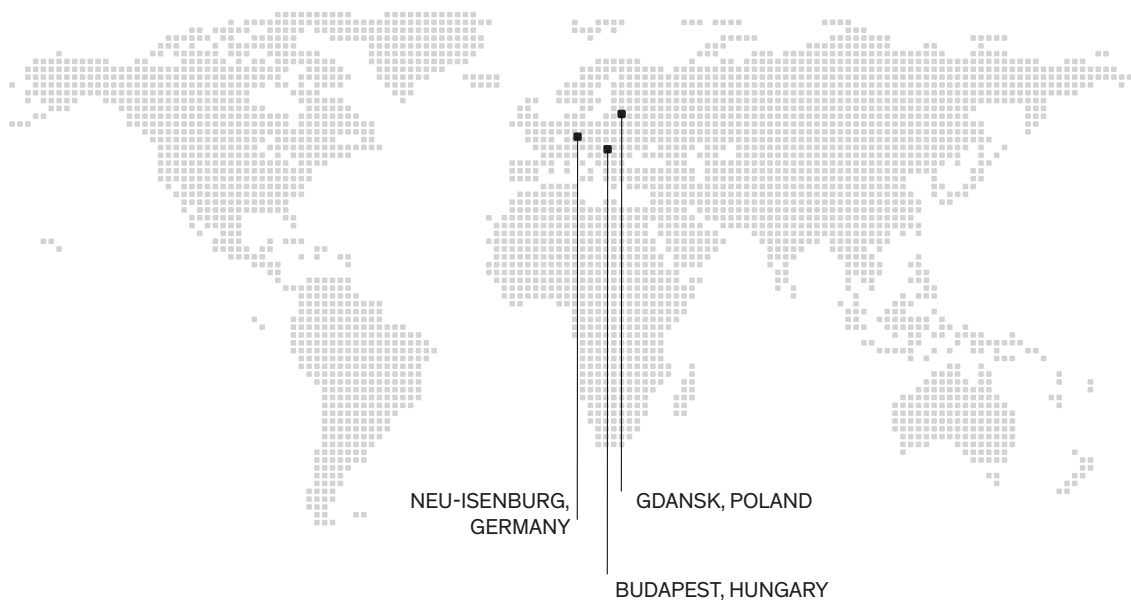 NEU-ISENBURG,
GERMANY
GDANSK, POLAND
BUDAPEST, HUNGARY